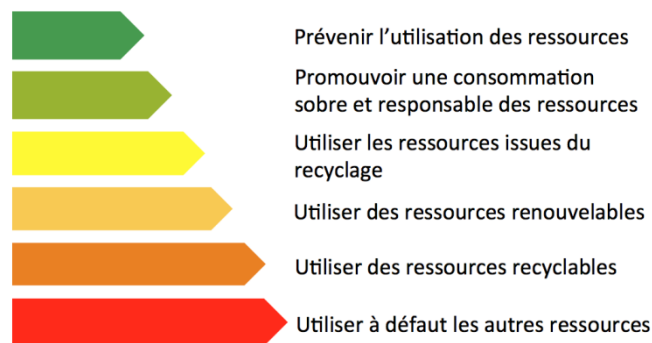 Prévenir l’utilisation des ressources
Promouvoir une consommation
sobre et responsable des ressources
Utiliser les ressources issues du
recyclage
Utiliser des ressources renouvelables
Utiliser des ressources recyclables
Utiliser à défaut les autres ressources